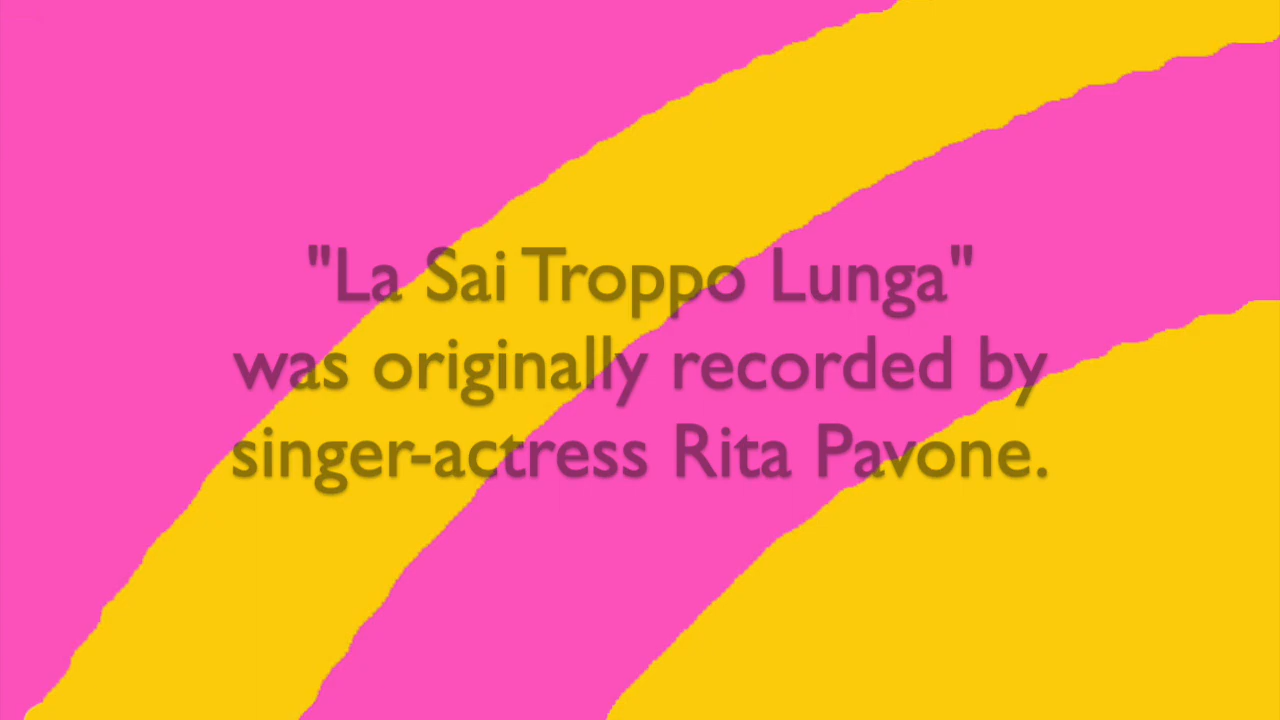 "La Sai Troppo Lunga"
was originally recorded by
singer-actress Rita Pavone.